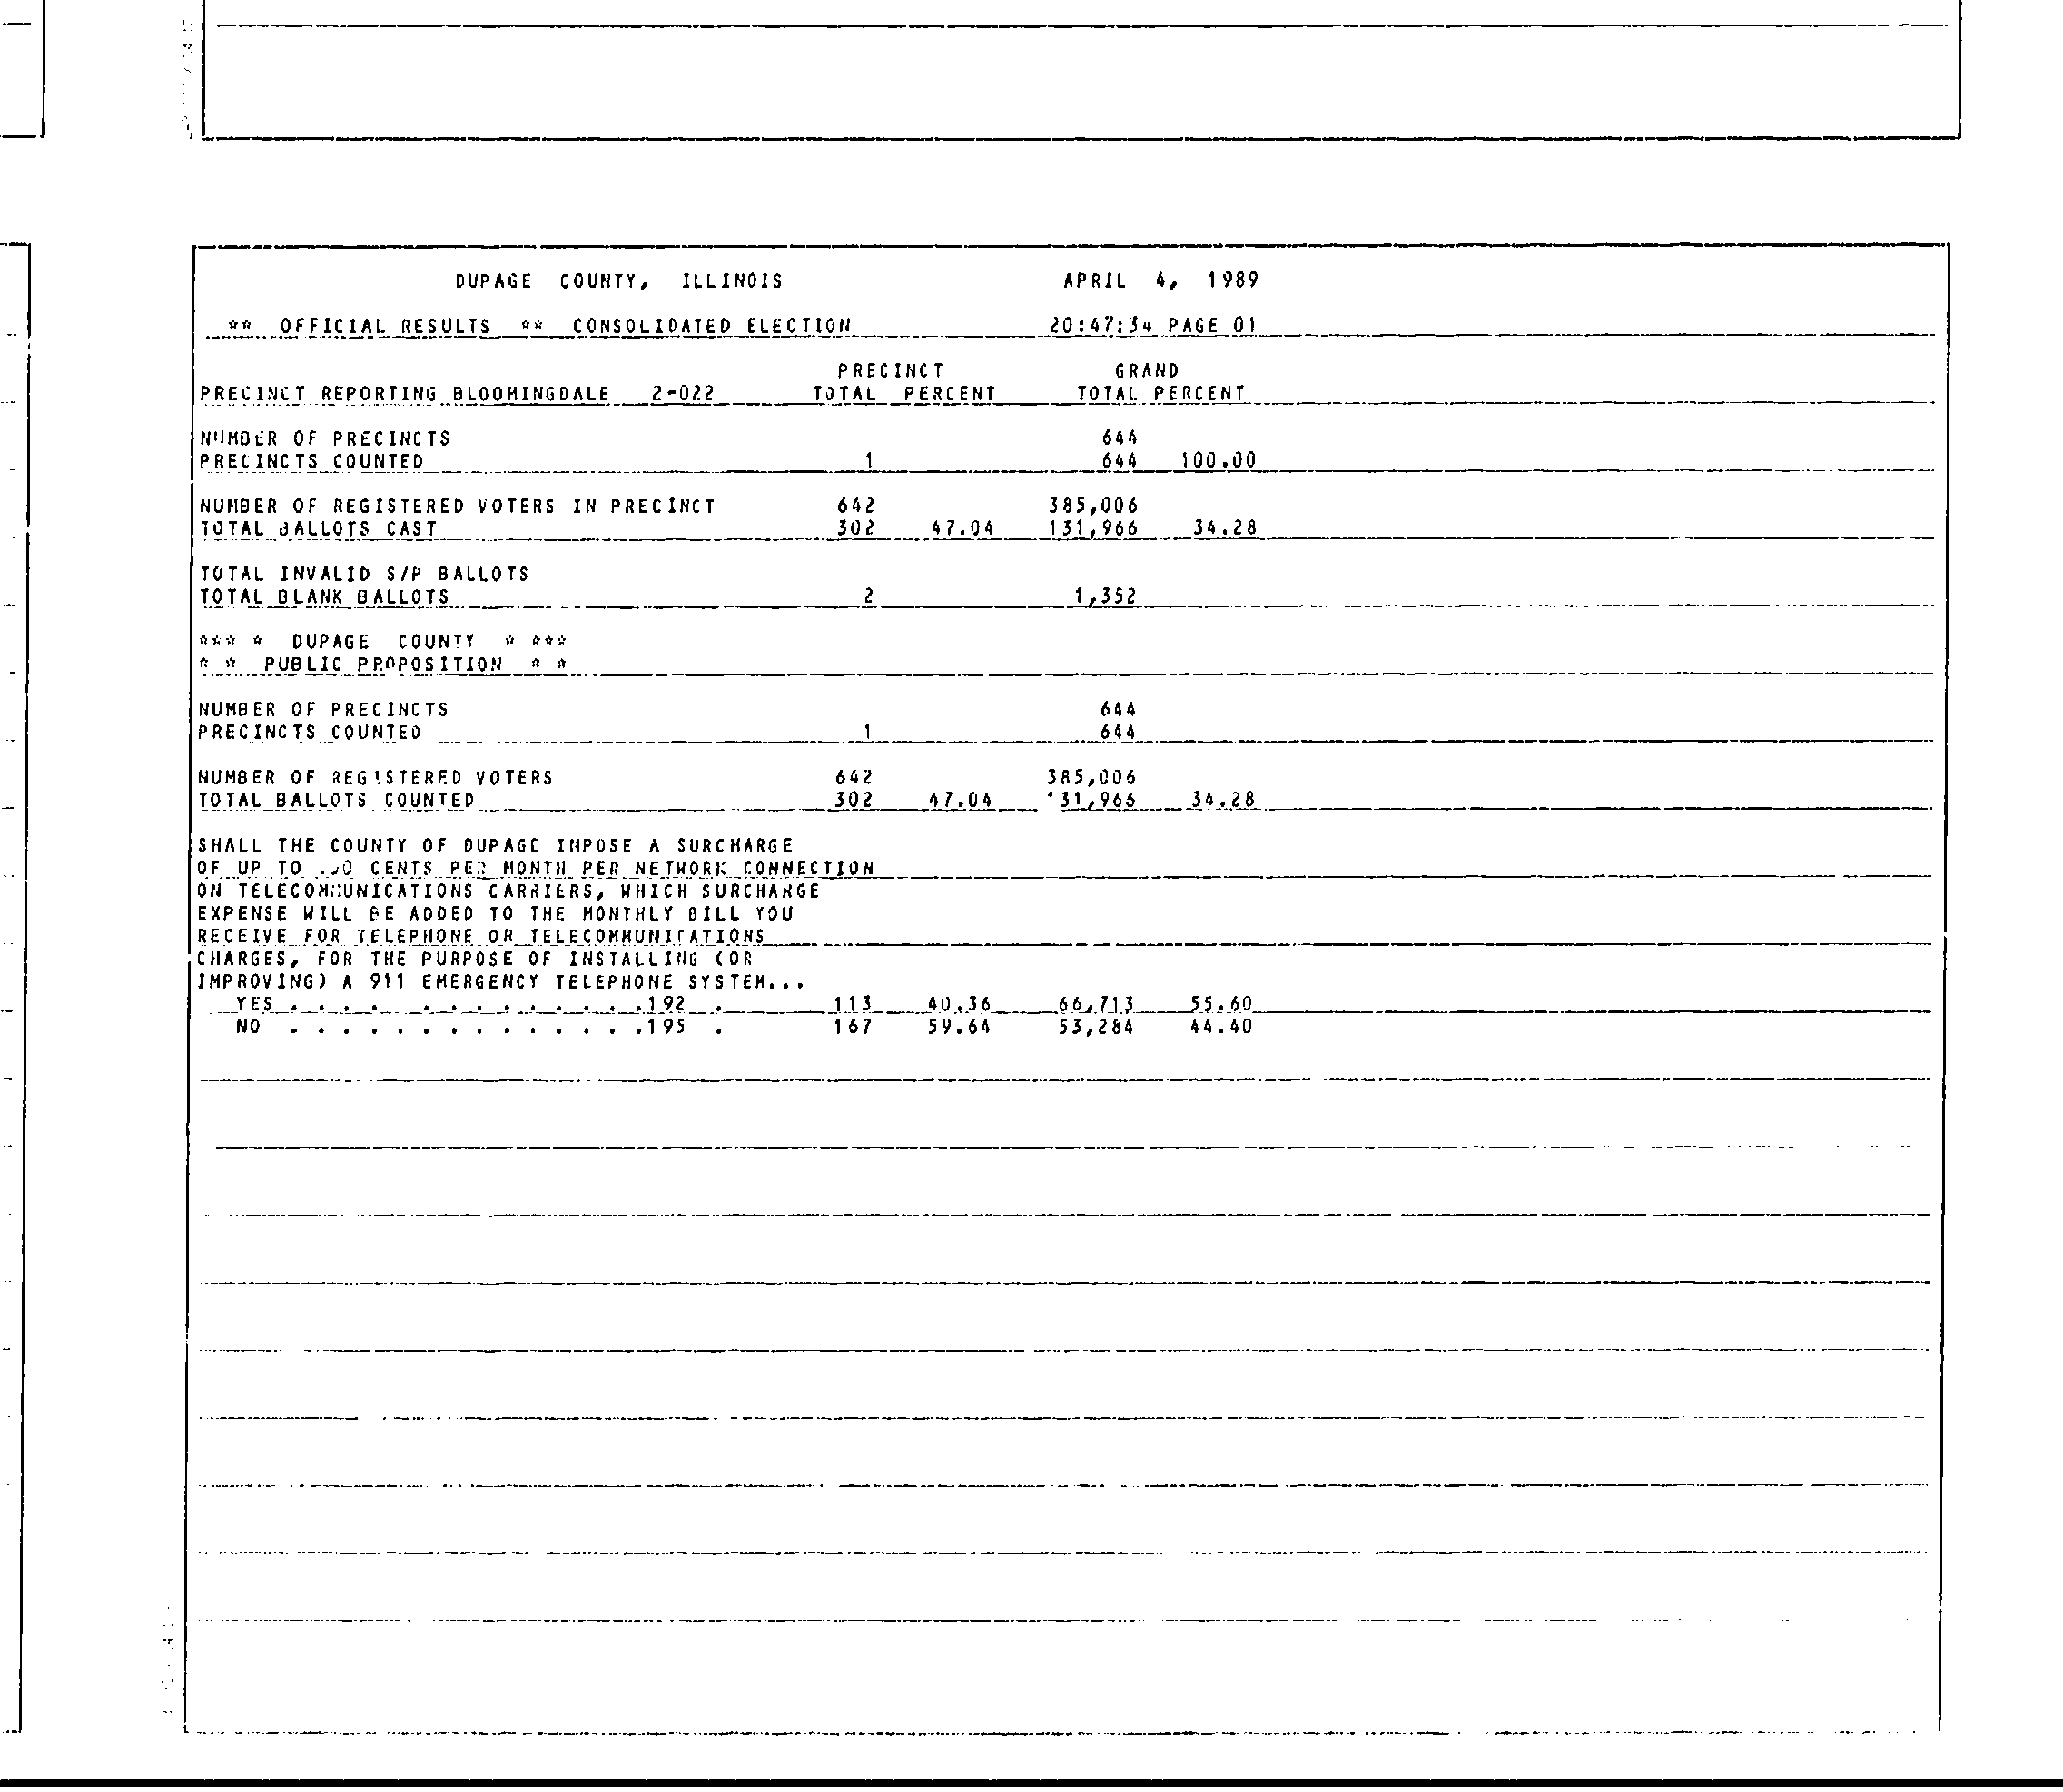 DUPAGE COUNTY, ILLINOIS APRIL 4, 1989
** OFFICIAL RESULTS ** CONSOLIDATED ELECTION 20:47:34 PAGE 01
PRECINCT GRAND
PRECINCT REPORTING BLOOMINGDALE 2-022 TOTAL PERCENT TOTAL PERCENT
NUMBER OF PRECINCTS 644
PRECINCTS COUNTED 1 644 100.00
NUMBER OF REGISTERED VOTERS IN PRECINCT 642 385,006
TOTAL BALLOTS CAST 302 47.04 131,966 34.28
TOTAL INVALID S/P BALLOTS
TOTAL BLANK BALLOTS 2 1,352
*** * DUPAGE COUNTY * ***
* * PUBLIC PROPOSITION * *
NUMBER OF PRECINCTS 644
PRECINCTS COUNTED 1 644
NUMBER OF REGISTERED VOTERS 642 385,006
TOTAL BALLOTS COUNTED 302 47.04 131,966 34.28
SHALL THE COUNTY OF DUPAGE IMPOSE A SURCHARGE
OF UP TO CENTS PER MONTH PER NETWORK CONNECTION
ON TELECOMMUNICATIONS CARRIERS, WHICH SURCHARGE
EXPENSE WILL BE ADDED TO THE MONTHLY BILL YOU
RECEIVE FOR TELEPHONE OR TELECOMMUNICATIONS
CHARGES, FOR THE PURPOSE OF INSTALLING (OR
IMPROVING) A 911 EMERGENCY TELEPHONE SYSTEM...
YES . . . . . . . . . . . . . . .192 . 113 40.36 66,713 55.60
NO . . . . . . . . . . . . . . .195 . 167 59.64 53,284 44.40